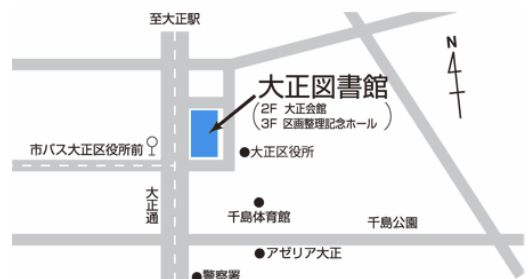 至大正駅
N
大正図書館
(2F 大正会館
3F 区画整理記念ホール)
市バス大正区役所前
●大正区役所
大正通
千島体育館
千島公園
●アゼリア大正
●警察署